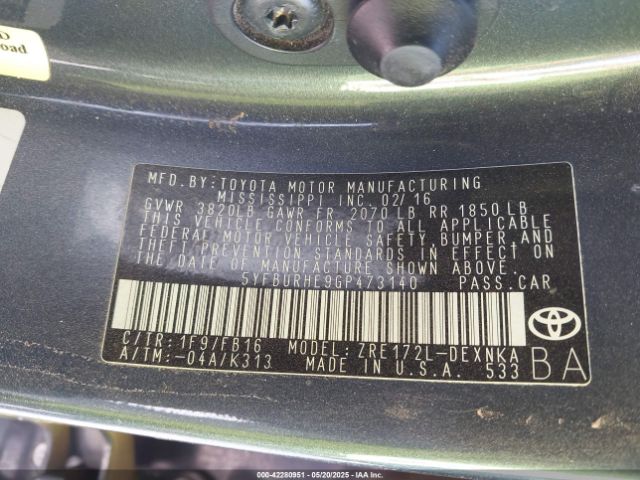 D
oad
MFD.BY:TOYOTA MOTOR MANUFACTURING
MISSISSIPPI INC. 02/16
GVWR 3820LB GAWR FR 2070 LB RR 1850 LB
THIS VEHICLE CONFORMS TO ALL APPLICABLE
FEDERAL MOTOR VEHICLE SAFETY, BUMPER, AND
THEFT PREVENTION STANDARDS IN EFFECT ON
THE DATE OF MANUFACTURE SHOWN ABOVE.
5YFBURHE9GP473140 PASS.CAR
C/TR: 1F9/FB16 MODEL: ZRE172L-DEXNKA
A/TM:-04A/K313 MADE IN U.S.A. 533
BA
000-42280951 - 05/20/2025 - IAAI.com